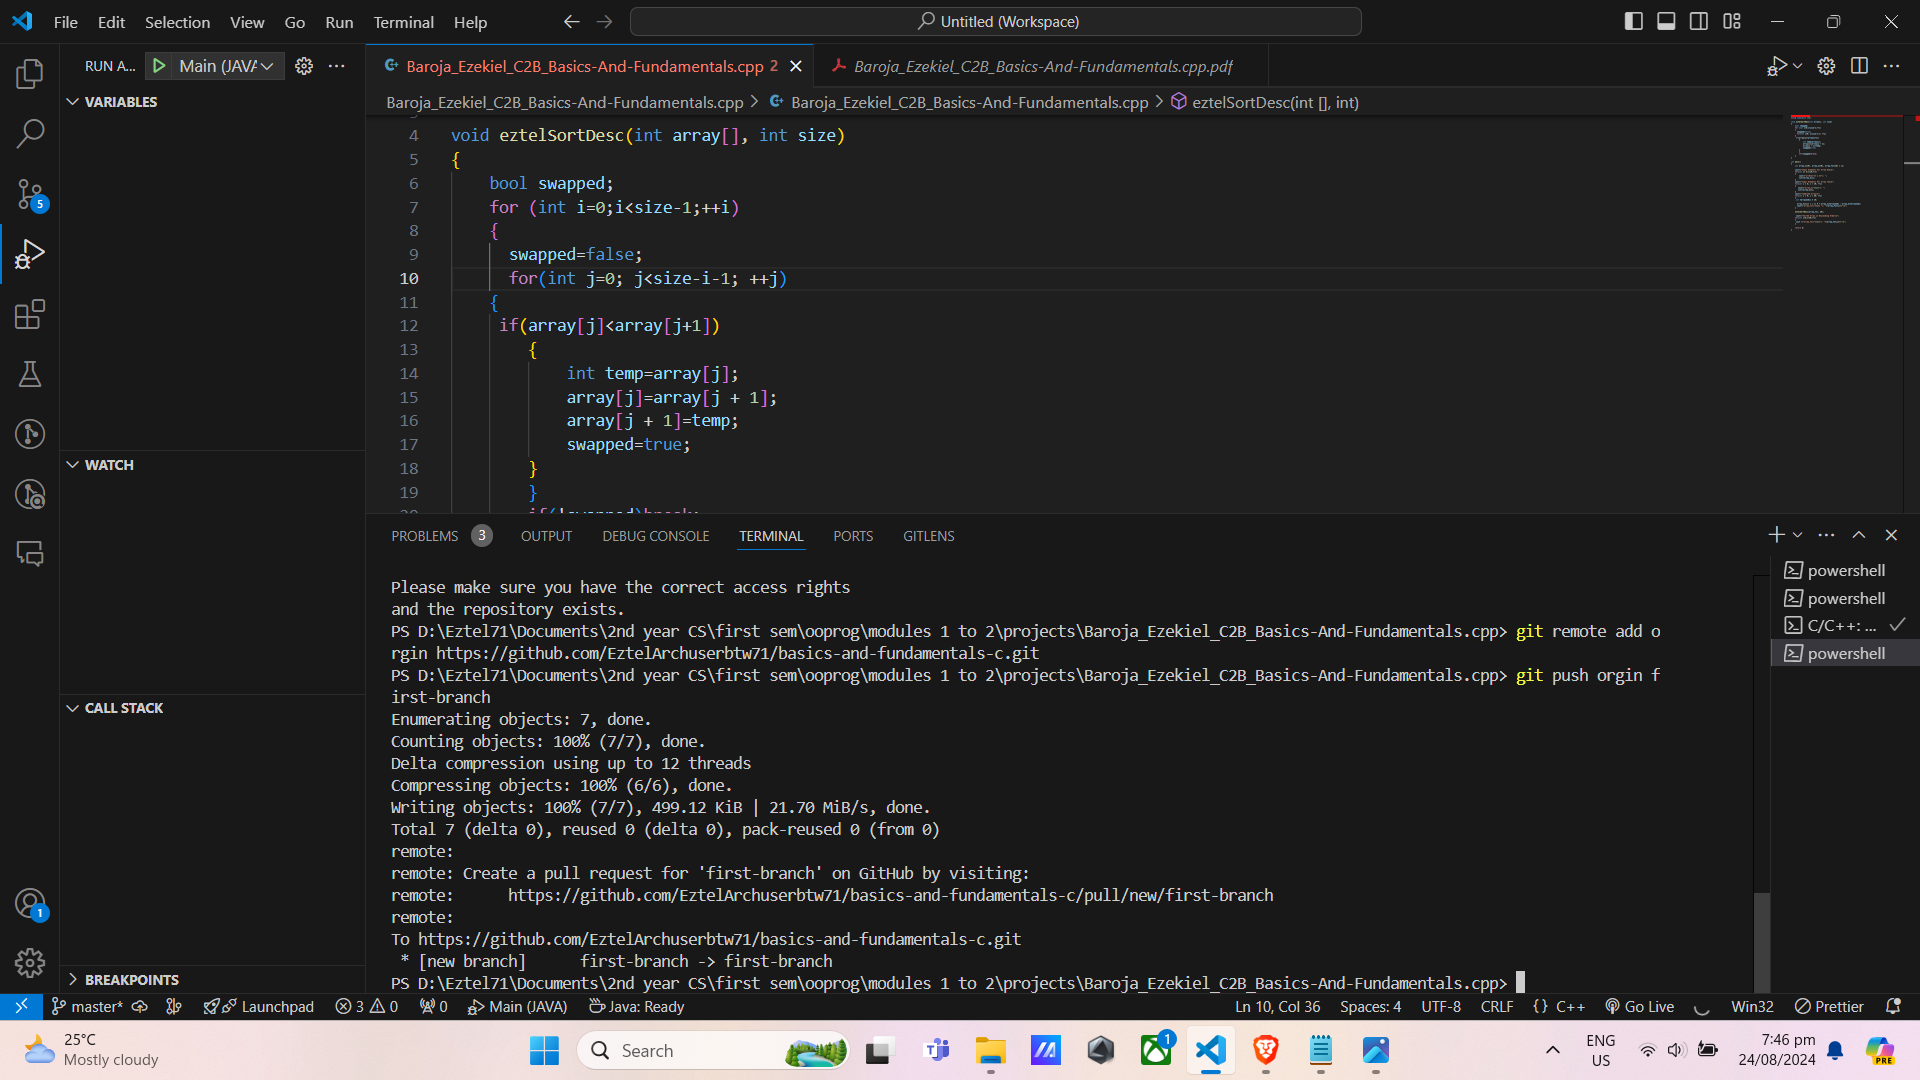 File Edit Selection View Go Run Terminal Help
Untitled (Workspace)
RUN A... Main (JAVA
Baroja_Ezekiel_C2B_Basics-And-Fundamentals.cpp 2
Baroja_Ezekiel_C2B_Basics-And-Fundamentals.cpp.pdf
VARIABLES
Baroja_Ezekiel_C2B_Basics-And-Fundamentals.cpp > Baroja_Ezekiel_C2B_Basics-And-Fundamentals.cpp > eztelSortDesc(int [], int)
4 void eztelSortDesc(int array[], int size)
5 {
6 bool swapped;
7 for (int i=0;i<size-1;++i)
8 {
9 swapped=false;
10 for(int j=0; j<size-i-1; ++j)
11 {
12 if(array[j]<array[j+1])
13 {
14 int temp=array[j];
15 array[j]=array[j + 1];
16 array[j + 1]=temp;
17 swapped=true;
18 }
19 }
5
WATCH
CALL STACK
BREAKPOINTS
1
PROBLEMS 3 OUTPUT DEBUG CONSOLE TERMINAL PORTS GITLENS
Please make sure you have the correct access rights
and the repository exists.
PS D:\Eztel71\Documents\2nd year CS\first sem\ooprog\modules 1 to 2\projects\Baroja_Ezekiel_C2B_Basics-And-Fundamentals.cpp> git remote add o
rgin https://github.com/EztelArchuserbtw71/basics-and-fundamentals-c.git
PS D:\Eztel71\Documents\2nd year CS\first sem\ooprog\modules 1 to 2\projects\Baroja_Ezekiel_C2B_Basics-And-Fundamentals.cpp> git push orgin f
irst-branch
Enumerating objects: 7, done.
Counting objects: 100% (7/7), done.
Delta compression using up to 12 threads
Compressing objects: 100% (6/6), done.
Writing objects: 100% (7/7), 499.12 KiB | 21.70 MiB/s, done.
Total 7 (delta 0), reused 0 (delta 0), pack-reused 0 (from 0)
remote:
remote: Create a pull request for 'first-branch' on GitHub by visiting:
remote: https://github.com/EztelArchuserbtw71/basics-and-fundamentals-c/pull/new/first-branch
remote:
To https://github.com/EztelArchuserbtw71/basics-and-fundamentals-c.git
* [new branch] first-branch -> first-branch
PS D:\Eztel71\Documents\2nd year CS\first sem\ooprog\modules 1 to 2\projects\Baroja_Ezekiel_C2B_Basics-And-Fundamentals.cpp>
powershell
powershell
C/C++: ...
powershell
master* Launchpad 3 0 0 Main (JAVA) Java: Ready Ln 10, Col 36 Spaces: 4 UTF-8 CRLF {} C++ Go Live Win32 Prettier
25°C
Mostly cloudy
Search
1
PRE
ENG
US
7:46 pm
24/08/2024